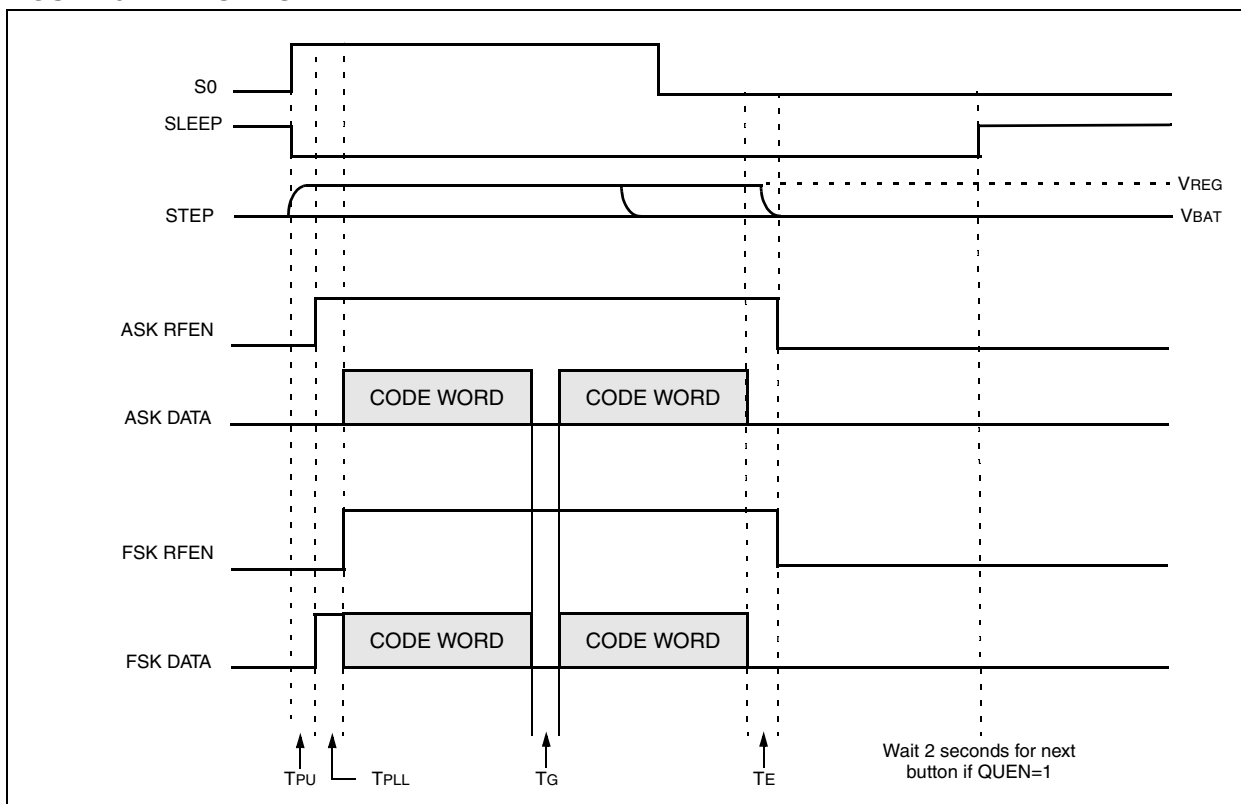 S0
SLEEP
VREG
STEP
VBAT
ASK RFEN
CODE WORD
CODE WORD
ASK DATA
FSK RFEN
CODE WORD
CODE WORD
FSK DATA
TPU
TPLL
TG
TE
Wait 2 seconds for next
button if QUEN=1